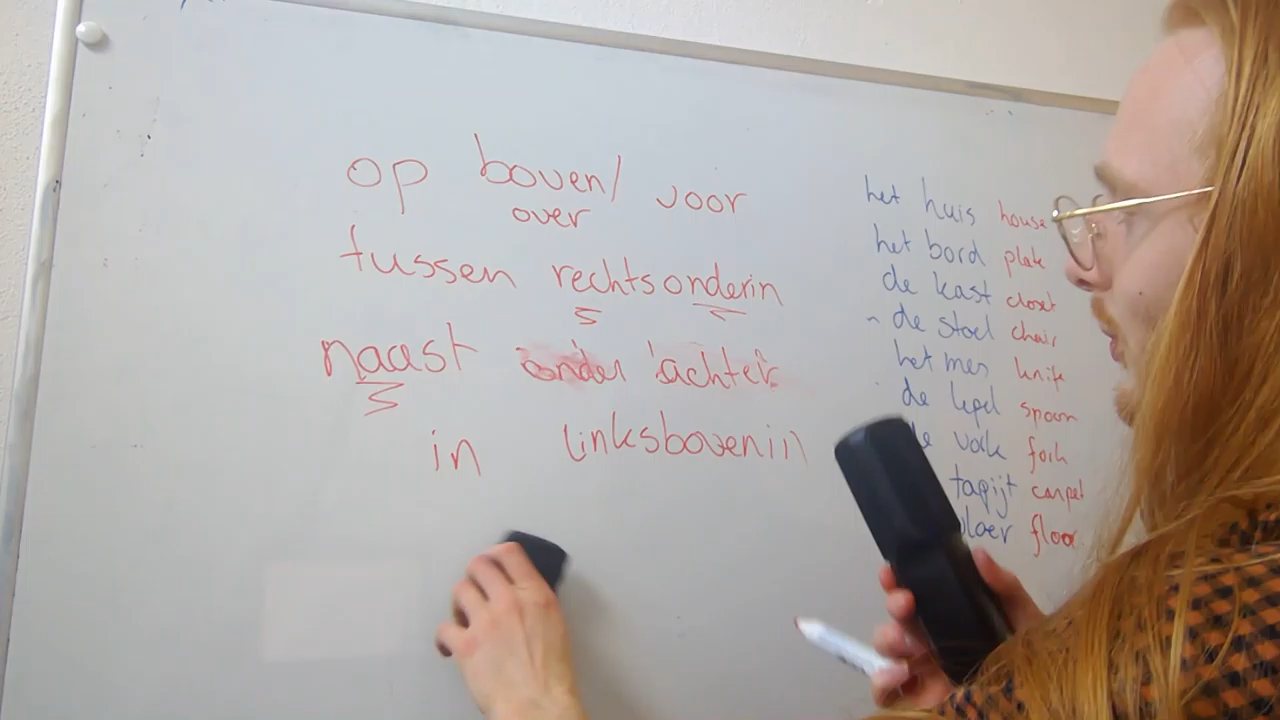 op boven/ voor
over
tussen rechtsonderin
naast onder achter
in linksbovenin
het huis house
het bord plate
de kast closet
de stoel chair
het mes knife
de lepel spoon
de vork fork
tapijt carpet
vloer floor